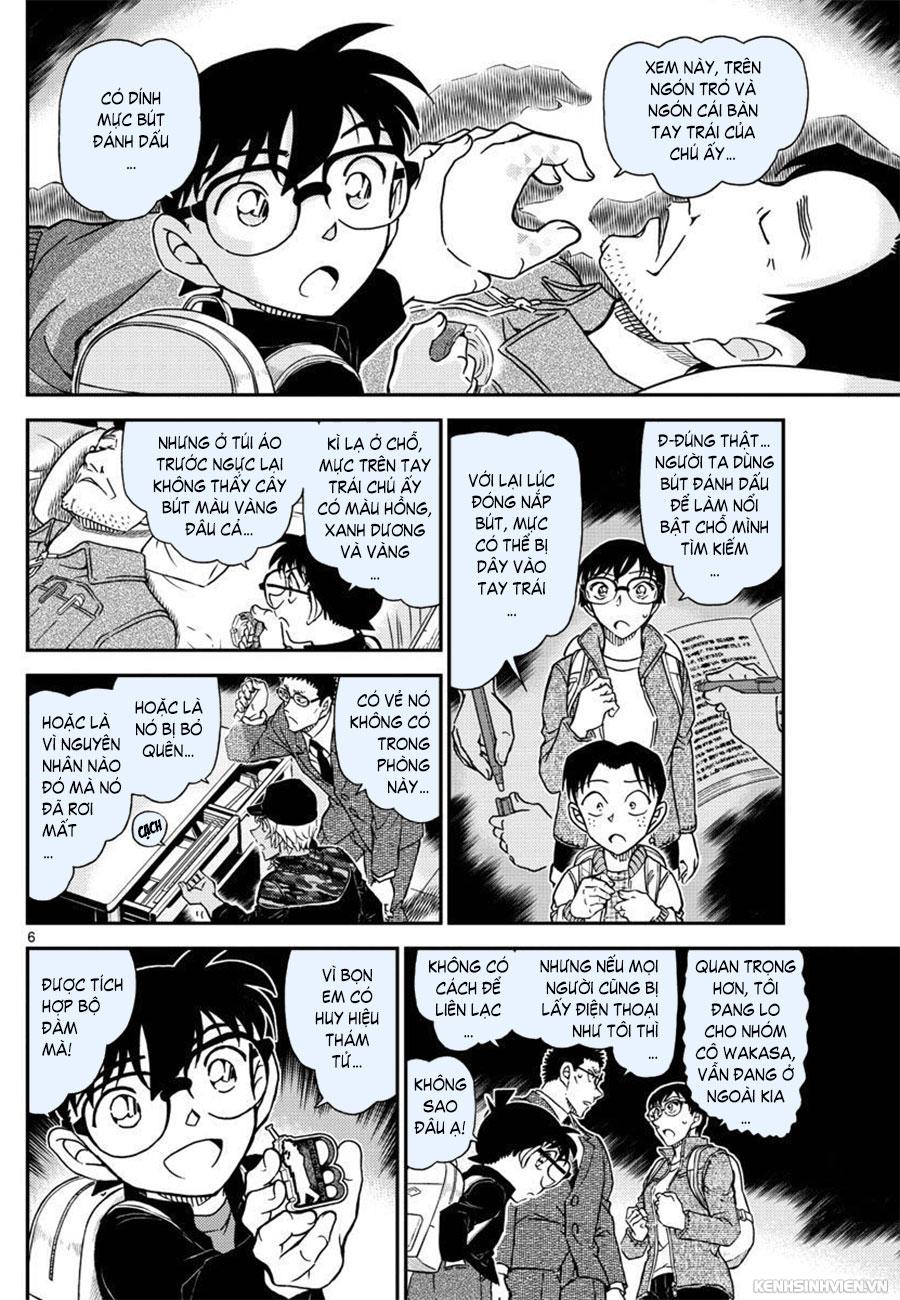 XEM NÀY, TRÊN
NGÓN TRỎ VÀ
NGÓN CÁI BÀN
TAY TRÁI CỦA
CHÚ ẤY...
CÓ DÍNH
MỰC BÚT
ĐÁNH DẤU
...
Đ-ĐÚNG THẬT...
NGƯỜI TA DÙNG
BÚT ĐÁNH DẤU
ĐỂ LÀM NỔI
BẬT CHỖ MÌNH
TÌM KIẾM
VỚI LẠI LÚC
ĐÓNG NẮP
BÚT, MỰC
CÓ THỂ BỊ
DÂY VÀO
TAY TRÁI
...
KÌ LẠ Ở CHỖ,
MỰC TRÊN TAY
TRÁI CHÚ ẤY
CÓ MÀU HỒNG,
XANH DƯƠNG
VÀ VÀNG
...
NHƯNG Ở TÚI ÁO
TRƯỚC NGỰC LẠI
KHÔNG THẤY CÂY
BÚT MÀU VÀNG
ĐÂU CẢ...
CÓ VẺ NÓ
KHÔNG CÓ
TRONG
PHÒNG
NÀY...
HOẶC LÀ
NÓ BỊ BỎ
QUÊN...
HOẶC LÀ
VÌ NGUYÊN
NHÂN NÀO
ĐÓ MÀ NÓ
ĐÃ RƠI
MẤT
...
CẠCH
6
QUAN TRỌNG
HƠN, TÔI
ĐANG LO
CHO NHÓM
CÔ WAKASA,
VẪN ĐANG Ở
NGOÀI KIA
...
NHƯNG NẾU MỌI
NGƯỜI CŨNG BỊ
LẤY ĐIỆN THOẠI
NHƯ TÔI THÌ
...
KHÔNG CÓ
CÁCH ĐỂ
LIÊN LẠC
...
KHÔNG
SAO
ĐÂU Ạ!
VÌ BỌN
EM CÓ
HUY HIỆU
THÁM
TỬ...
ĐƯỢC TÍCH
HỢP BỘ
ĐÀM
MÀ!
KENHSINHVIEN.VN